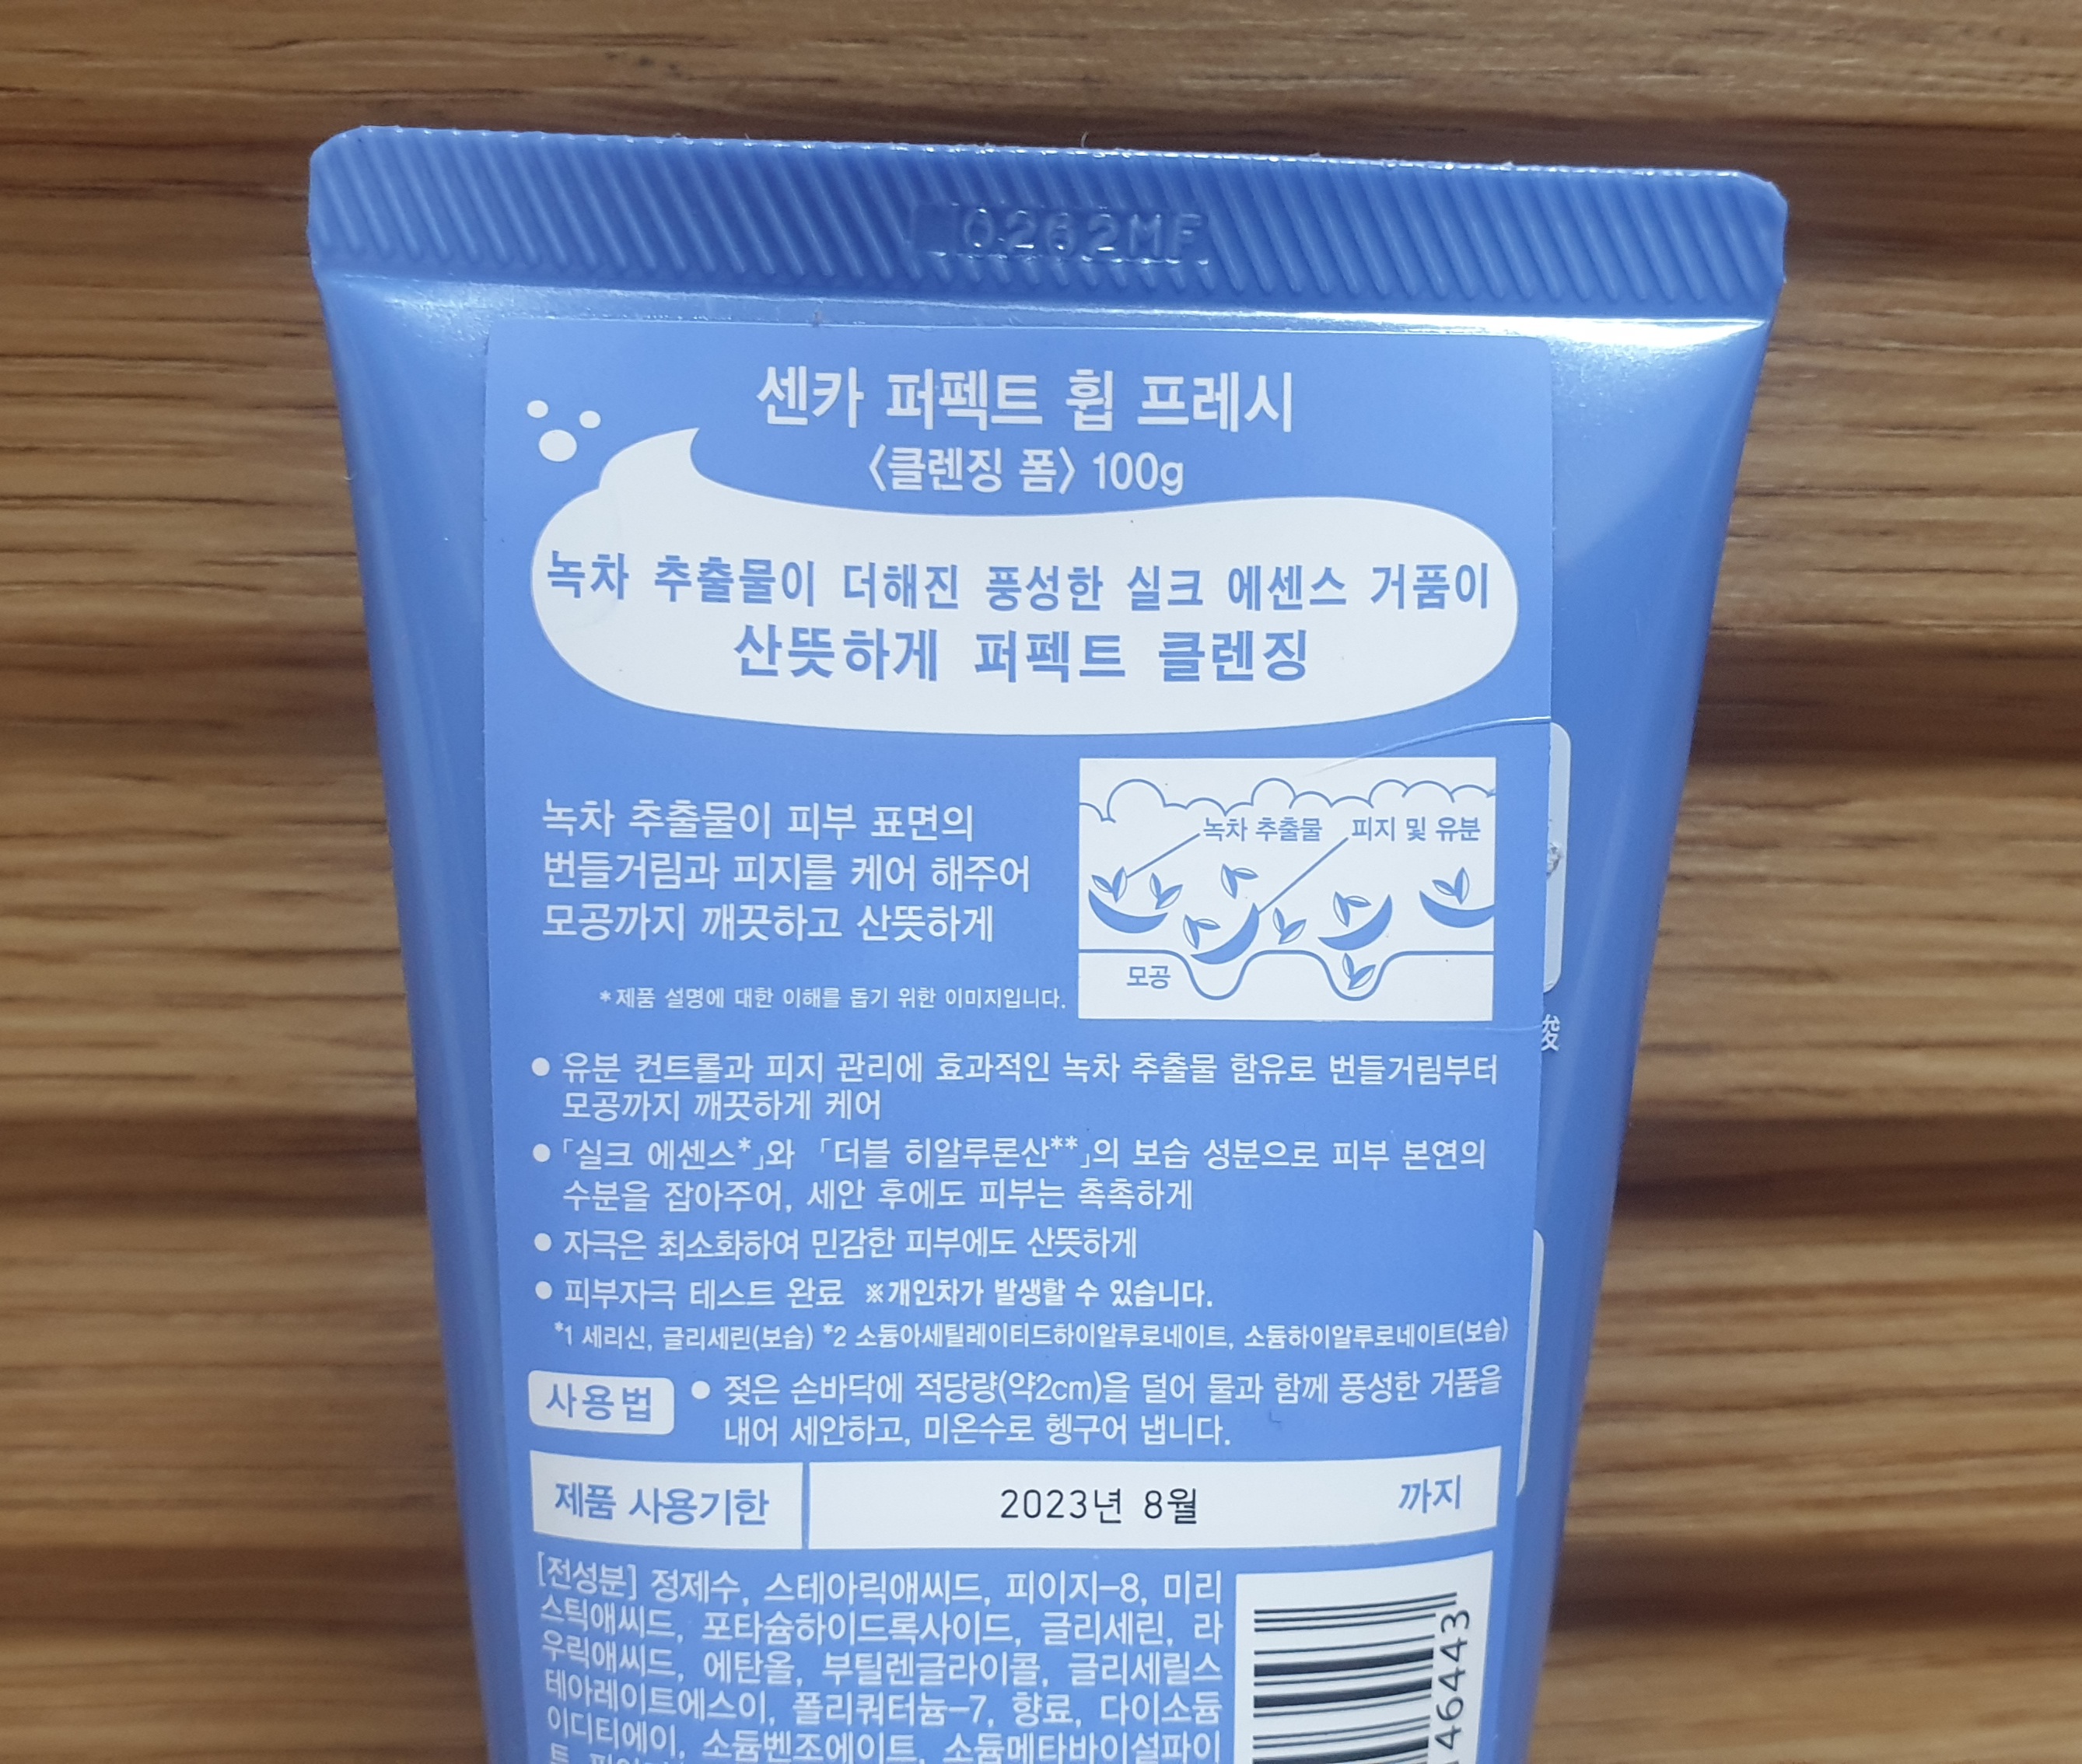 0262MF
센카 퍼펙트 휩 프레시
〈클렌징 폼〉 100g
녹차 추출물이 더해진 풍성한 실크 에센스 거품이
산뜻하게 퍼펙트 클렌징
녹차 추출물이 피부 표면의
번들거림과 피지를 케어 해주어
모공까지 깨끗하고 산뜻하게
*제품 설명에 대한 이해를 돕기 위한 이미지입니다.
녹차 추출물 피지 및 유분
모공
● 유분 컨트롤과 피지 관리에 효과적인 녹차 추출물 함유로 번들거림부터
모공까지 깨끗하게 케어
● 「실크 에센스*」와 「더블 히알루론산**」의 보습 성분으로 피부 본연의
수분을 잡아주어, 세안 후에도 피부는 촉촉하게
● 자극은 최소화하여 민감한 피부에도 산뜻하게
● 피부자극 테스트 완료 ※개인차가 발생할 수 있습니다.
*1 세리신, 글리세린(보습) *2 소듐아세틸레이티드하이알루로네이트, 소듐하이알루로네이트(보습)
사용법 ● 젖은 손바닥에 적당량(약2cm)을 덜어 물과 함께 풍성한 거품을
내어 세안하고, 미온수로 헹구어 냅니다.
제품 사용기한 2023년 8월 까지
[전성분] 정제수, 스테아릭애씨드, 피이지-8, 미리
스틱애씨드, 포타슘하이드록사이드, 글리세린, 라
우릭애씨드, 에탄올, 부틸렌글라이콜, 글리세릴스
테아레이트에스이, 폴리쿼터늄-7, 향료, 다이소듐
이디티에이, 소듐벤조에이트, 소듐메타바이설파이
46443